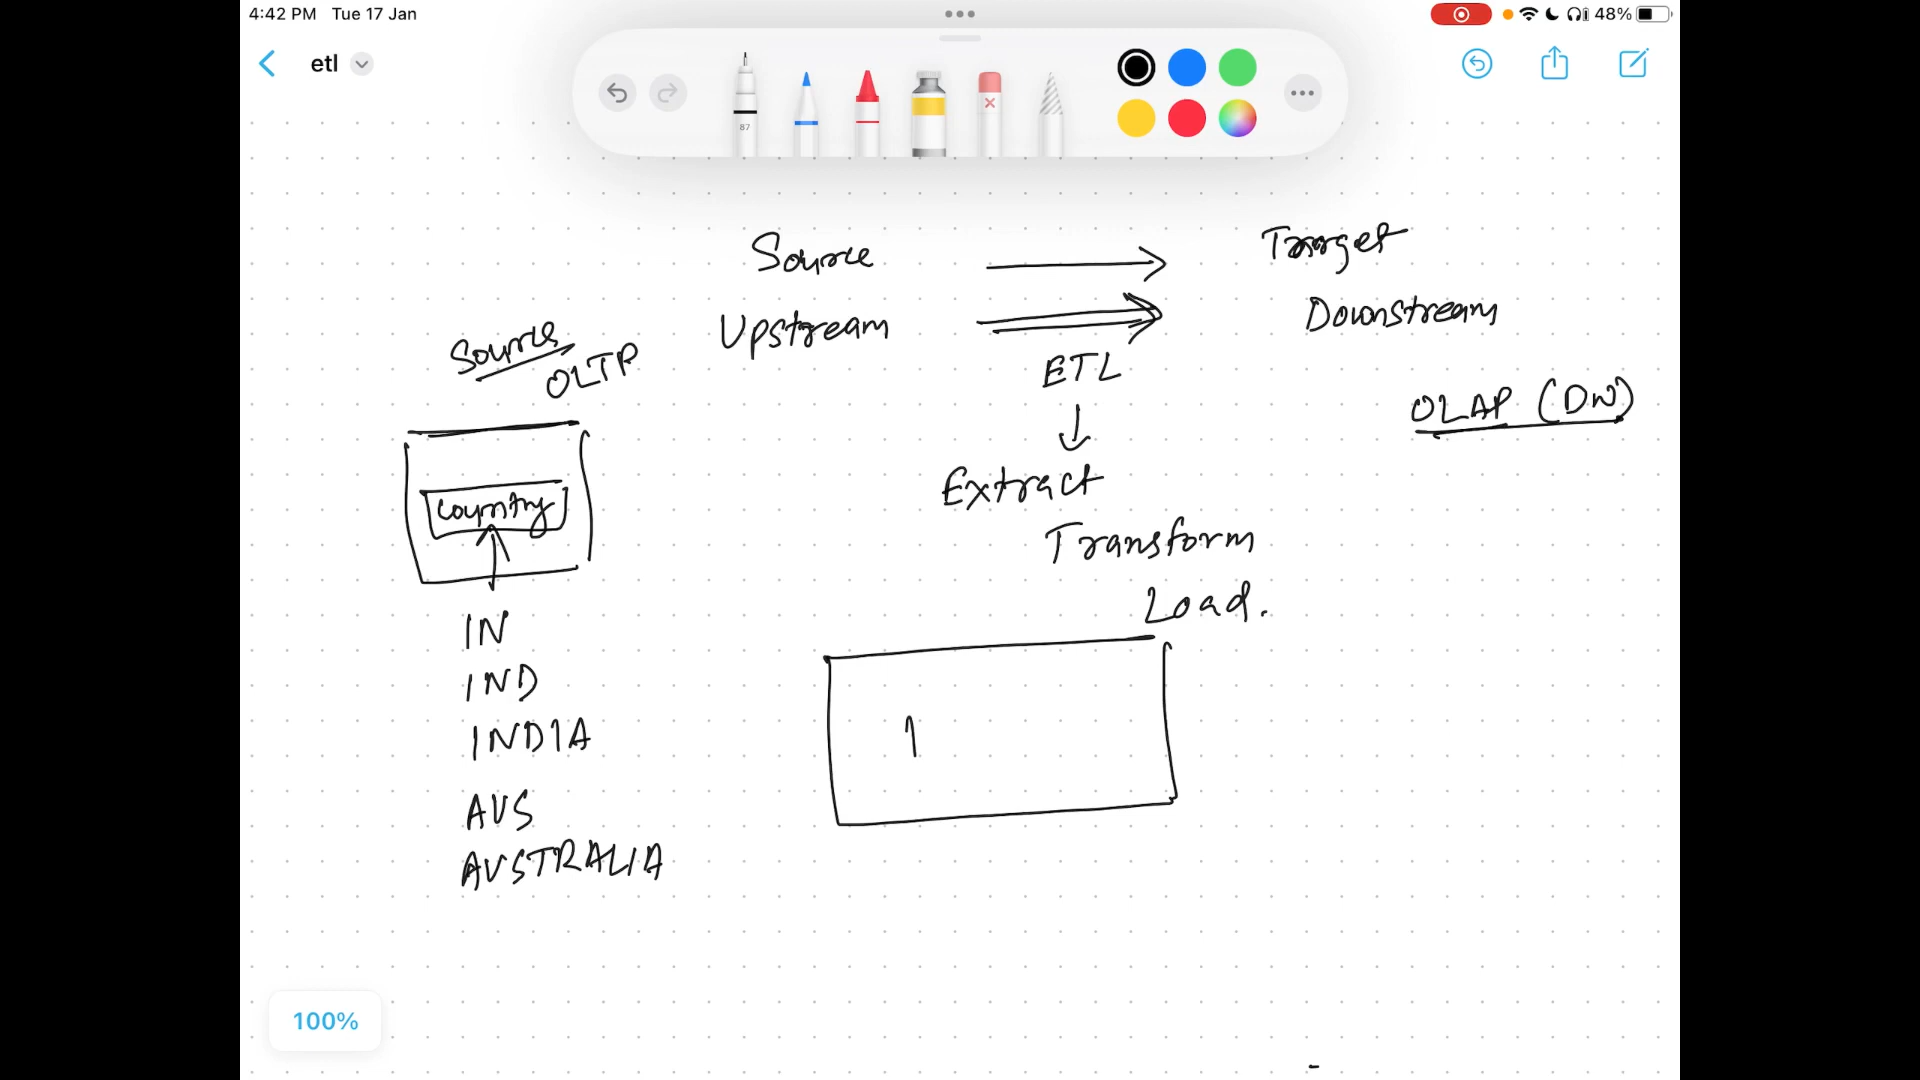 4:42 PM Tue 17 Jan
48%
etl
87
Source
Target
Upstream
Downstream
Source
OLTP
ETL
OLAP (DW)
Extract
Country
Transform
Load.
IN
IND
INDIA
1
AUS
AUSTRALIA
100%